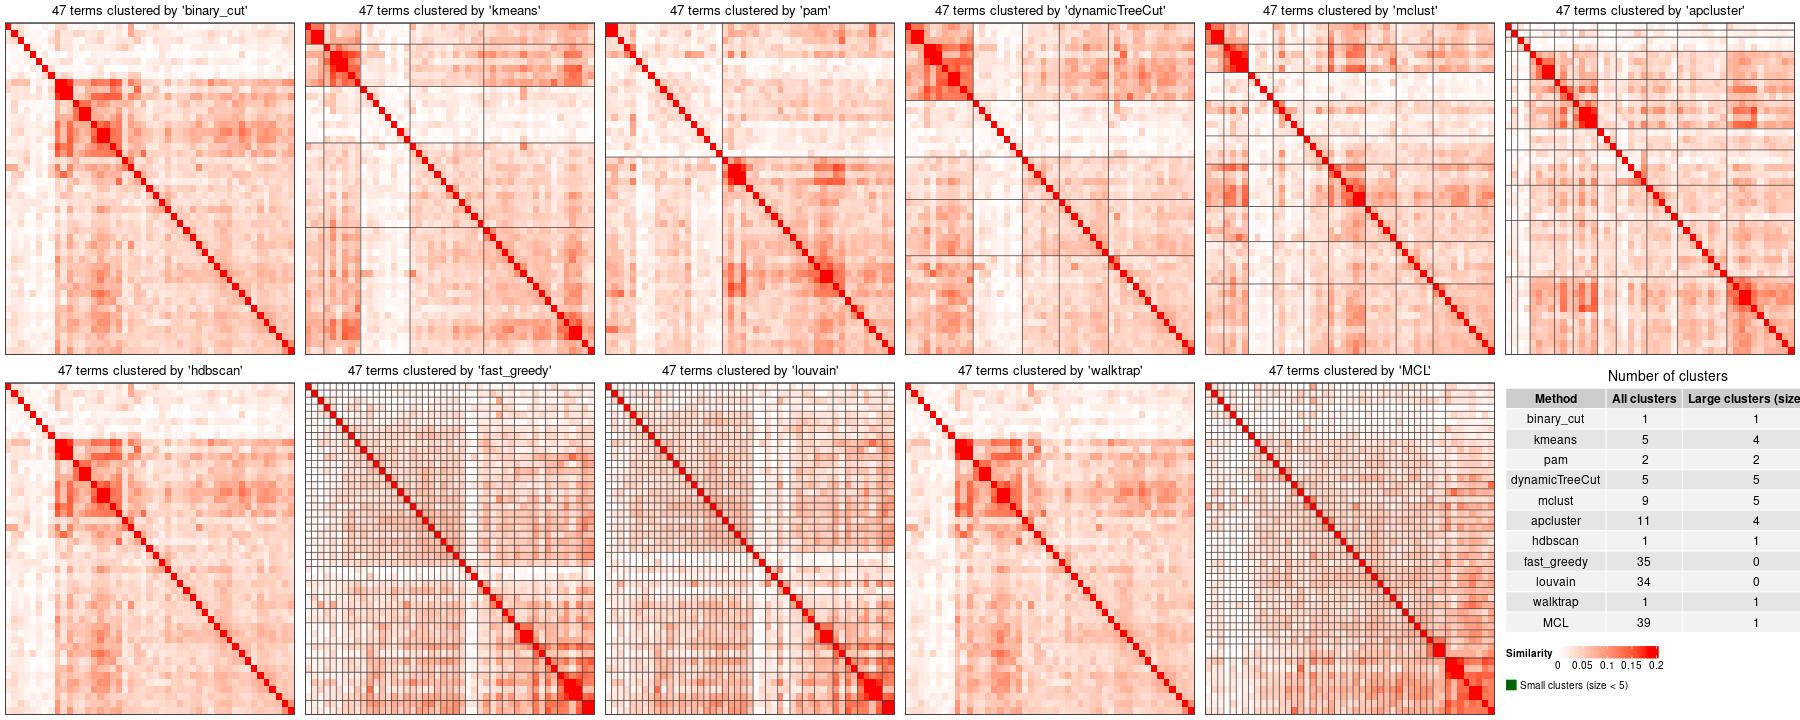 47 terms clustered by 'binary_cut'
47 terms clustered by 'kmeans'
47 terms clustered by 'pam'
47 terms clustered by 'dynamicTreeCut'
47 terms clustered by 'mclust'
47 terms clustered by 'apcluster'
47 terms clustered by 'hdbscan'
47 terms clustered by 'fast_greedy'
47 terms clustered by 'louvain'
47 terms clustered by 'walktrap'
47 terms clustered by 'MCL'
Number of clusters
Method All clusters Large clusters (size
binary_cut 1 1
kmeans 5 4
pam 2 2
dynamicTreeCut 5 5
mclust 9 5
apcluster 11 4
hdbscan 1 1
fast_greedy 35 0
louvain 34 0
walktrap 1 1
MCL 39 1
Similarity
0 0.05 0.1 0.15 0.2
Small clusters (size < 5)